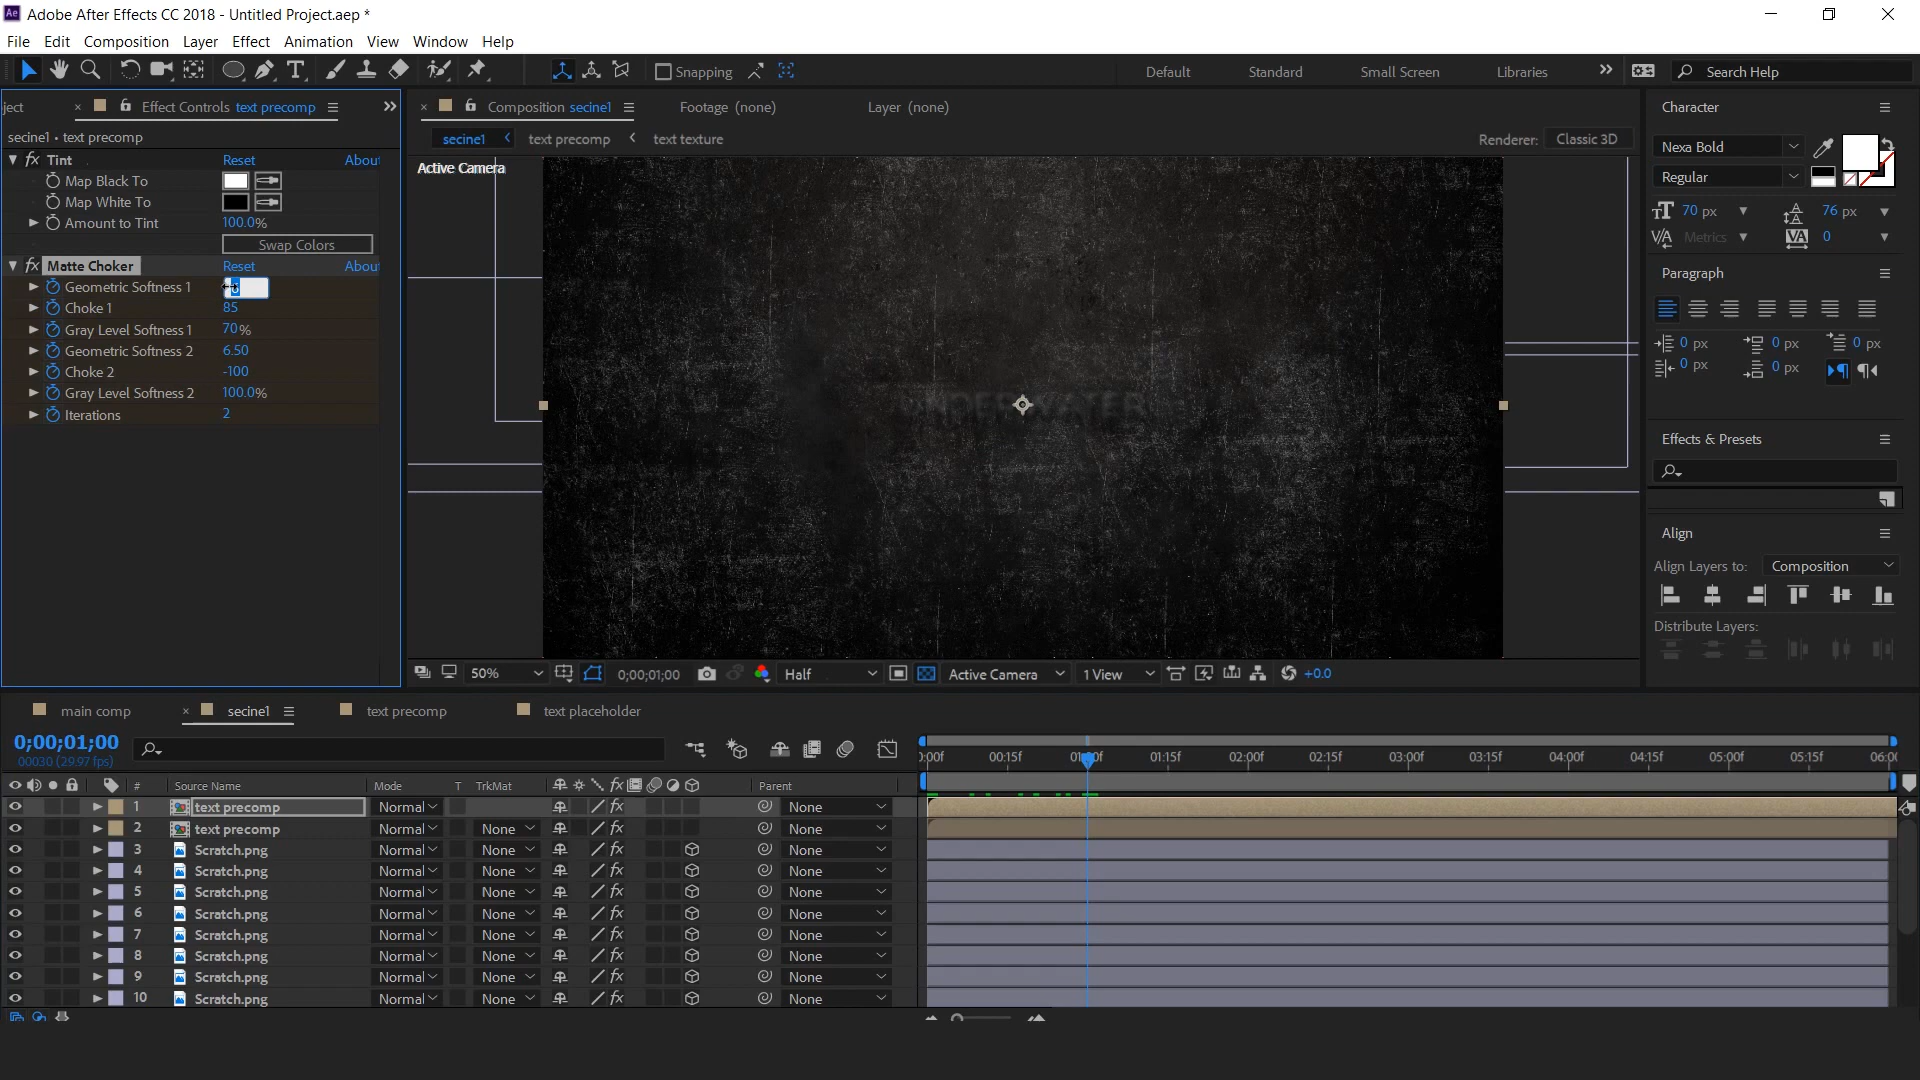 Adobe After Effects CC 2018 - Untitled Project.aep *
File Edit Composition Layer Effect Animation View Window Help
Snapping
Default Standard Small Screen Libraries Search Help
ject Effect Controls text precomp
secine1 • text precomp
Tint Reset About
Map Black To
Map White To
Amount to Tint 100.0%
Swap Colors
Matte Choker Reset About
Geometric Softness 1
Choke 1 85
Gray Level Softness 1 70%
Geometric Softness 2 6.50
Choke 2 -100
Gray Level Softness 2 100.0%
Iterations 2
Composition secine1 Footage (none) Layer (none)
secine1 text precomp text texture Renderer: Classic 3D
Active Camera
50% 0;00;01;00 Half Active Camera 1 View +0.0
Character
Nexa Bold
Regular
70 px 76 px
Metrics 0
Paragraph
0 px 0 px 0 px
0 px 0 px
Effects & Presets
Align
Align Layers to: Composition
Distribute Layers:
main comp secine1 text precomp text placeholder
0;00;01;00
00030 (29.97 fps)
:00f 00:15f 01:00f 01:15f 02:00f 02:15f 03:00f 03:15f 04:00f 04:15f 05:00f 05:15f 06:00
# Source Name Mode T TrkMat Parent
1 text precomp Normal None
2 text precomp Normal None None
3 Scratch.png Normal None None
4 Scratch.png Normal None None
5 Scratch.png Normal None None
6 Scratch.png Normal None None
7 Scratch.png Normal None None
8 Scratch.png Normal None None
9 Scratch.png Normal None None
10 Scratch.png Normal None None